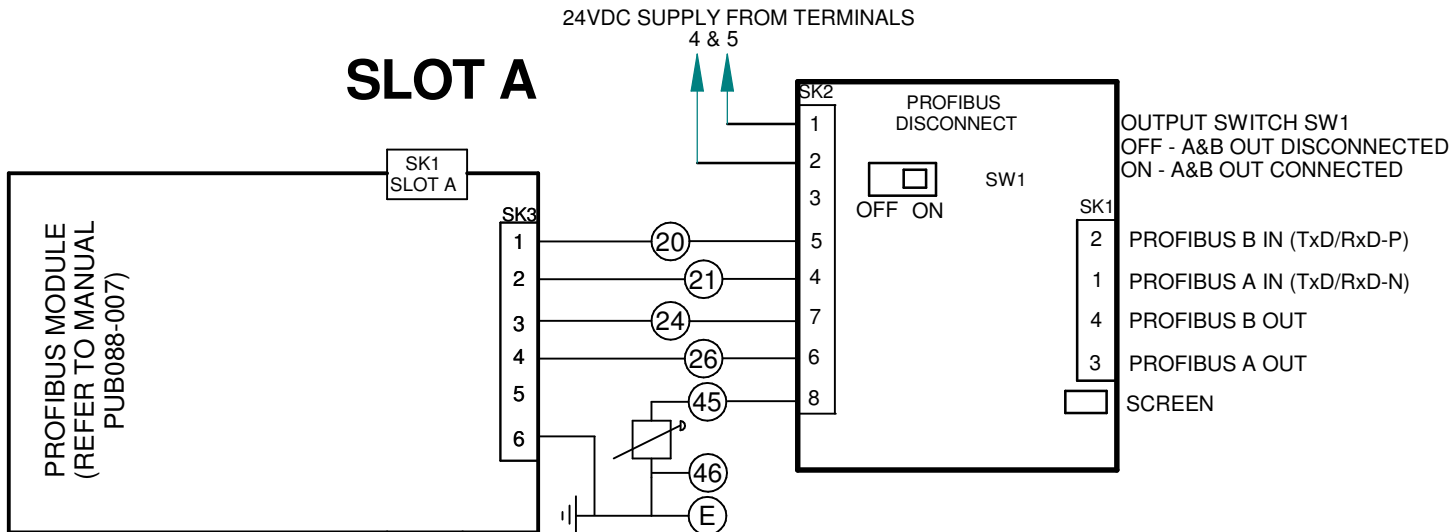 24VDC SUPPLY FROM TERMINALS
4 & 5
SLOT A
SK1
SLOT A
PROFIBUS MODULE
(REFER TO MANUAL
PUB088-007)
SK3
1
2
3
4
5
6
20
21
24
26
45
46
E
SK2
1
2
3
5
4
7
6
8
PROFIBUS
DISCONNECT
SW1
OFF ON
OUTPUT SWITCH SW1
OFF - A&B OUT DISCONNECTED
ON - A&B OUT CONNECTED
SK1
2 PROFIBUS B IN (TxD/RxD-P)
1 PROFIBUS A IN (TxD/RxD-N)
4 PROFIBUS B OUT
3 PROFIBUS A OUT
SCREEN